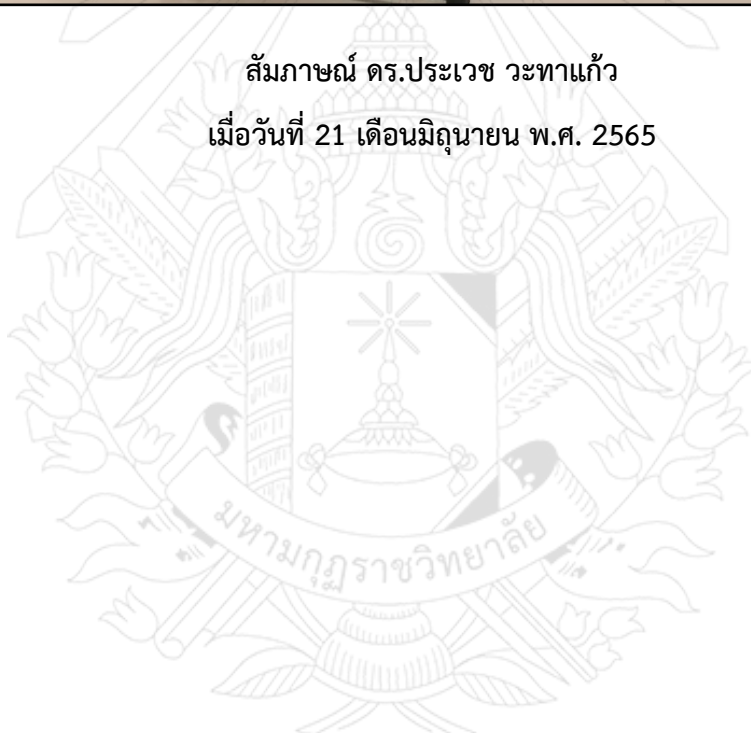 สัมภาษณ์ ดร.ประเวช วะทาแก้ว
เมื่อวันที่ 21 เดือนมิถุนายน พ.ศ. 2565
มหามกุฏราชวิทยาลัย